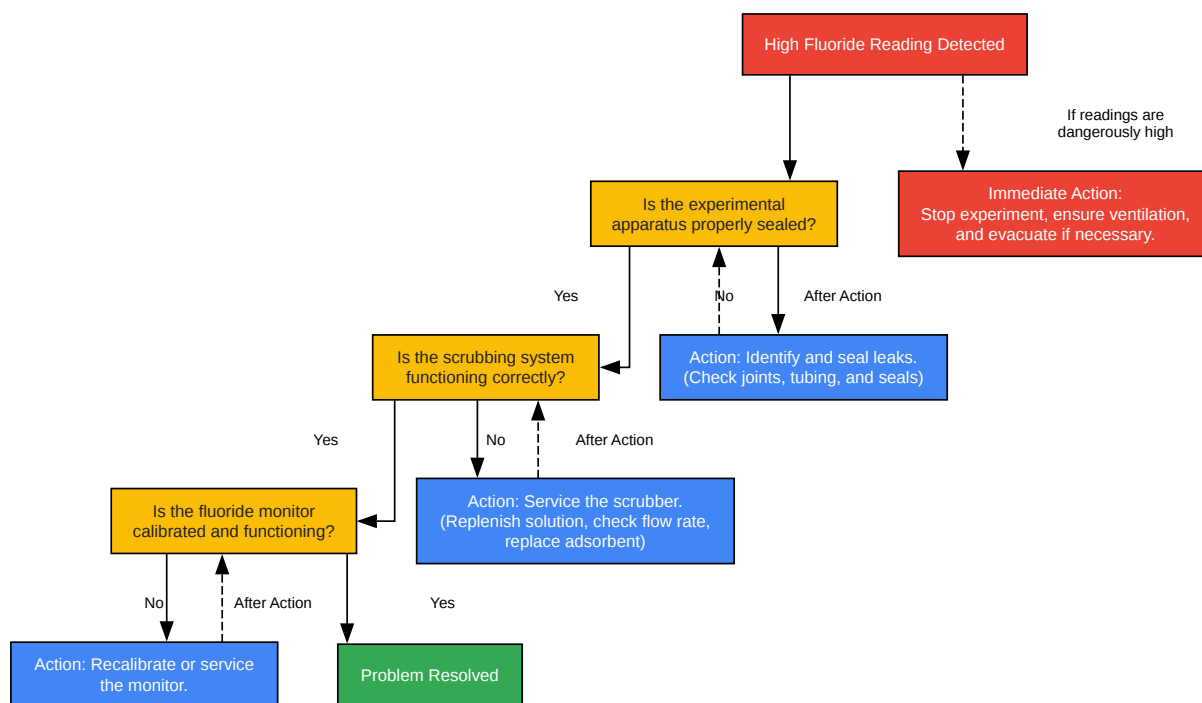 High Fluoride Reading Detected
If readings are
dangerously high
Immediate Action:
Stop experiment, ensure ventilation,
and evacuate if necessary.
Is the experimental
apparatus properly sealed?
Yes
No
After Action
Is the scrubbing system
functioning correctly?
Action: Identify and seal leaks.
(Check joints, tubing, and seals)
Yes
No
After Action
Is the fluoride monitor
calibrated and functioning?
Action: Service the scrubber.
(Replenish solution, check flow rate,
replace adsorbent)
No
After Action
Yes
Action: Recalibrate or service
the monitor.
Problem Resolved